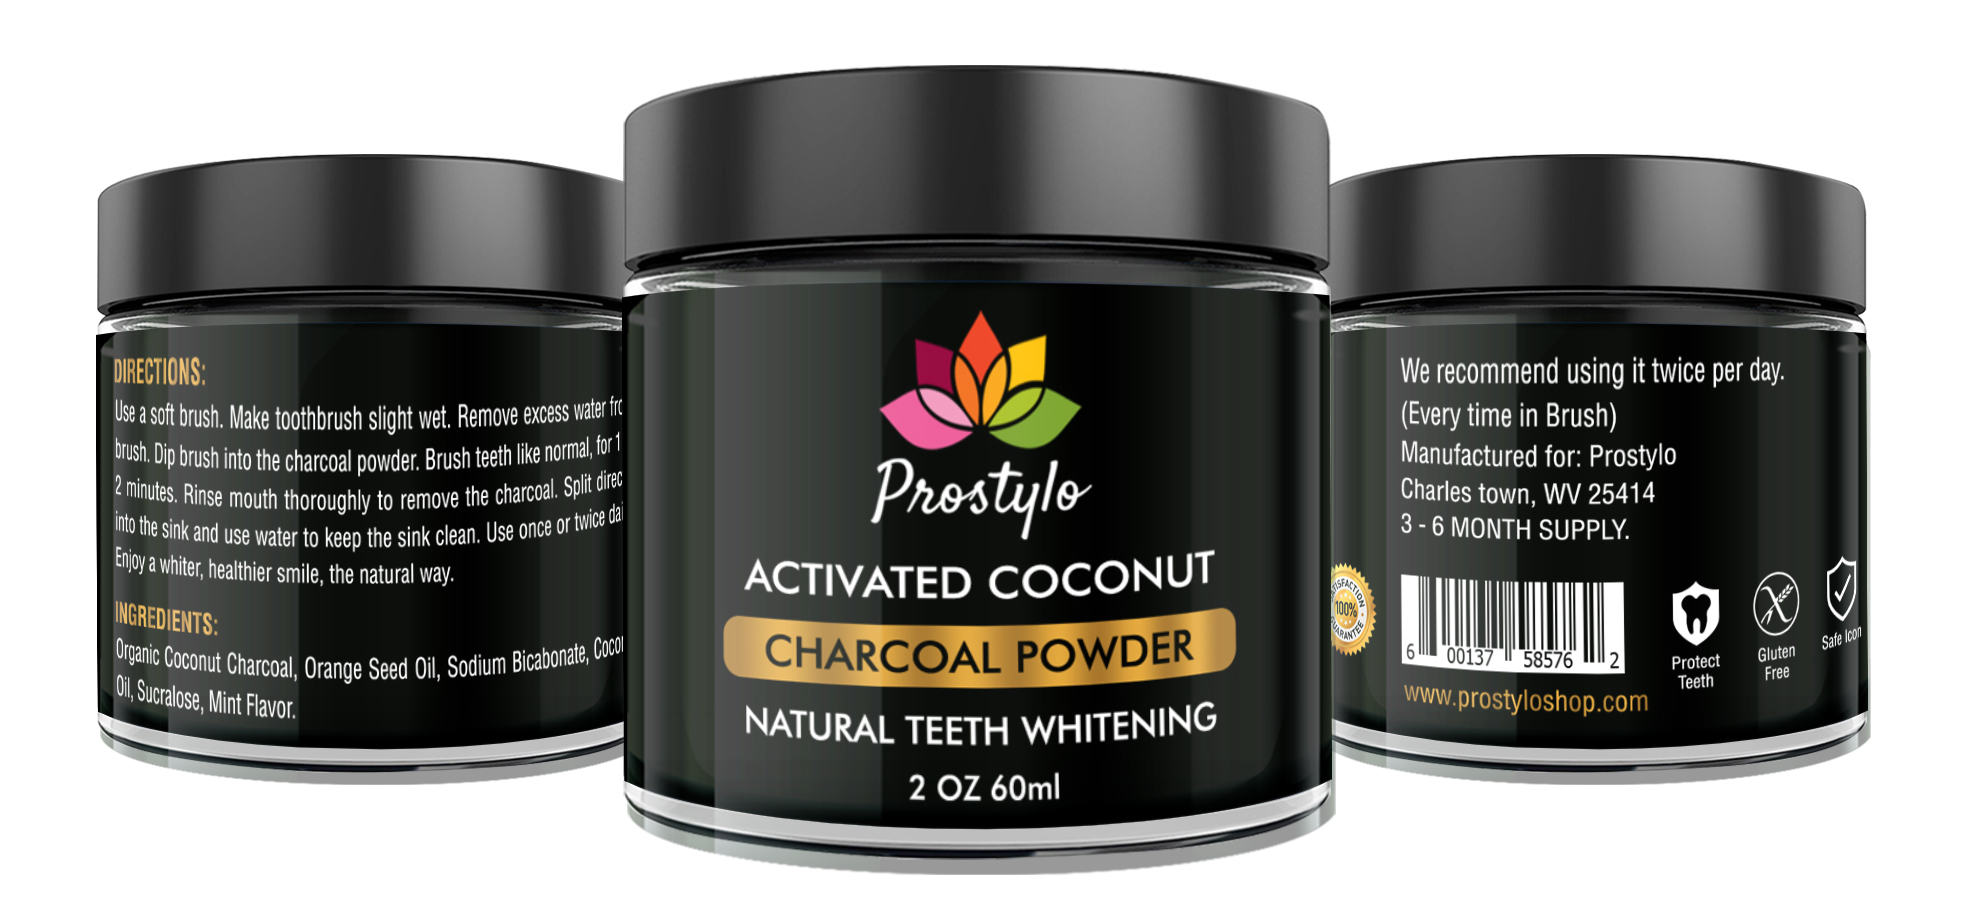 DIRECTIONS:
Use a soft brush. Make toothbrush slight wet. Remove excess water
brush. Dip brush into the charcoal powder. Brush teeth like normal, for 1
2 minutes. Rinse mouth thoroughly to remove the charcoal. Split
into the sink and use water to keep the sink clean. Use once or twice
Enjoy a whiter, healthier smile, the natural way.
INGREDIENTS:
Organic Coconut Charcoal, Orange Seed Oil, Sodium Bicabonate,
Oil, Sucralose, Mint Flavor.
Prostylo
ACTIVATED COCONUT
CHARCOAL POWDER
NATURAL TEETH WHITENING
2 OZ 60ml
We recommend using it twice per day.
(Every time in Brush)
Manufactured for: Prostylo
Charles town, WV 25414
3 - 6 MONTH SUPPLY.
100%
6 00137 58576 2
Protect
Teeth
Gluten
Free
Safe Icon
www.prostyloshop.com